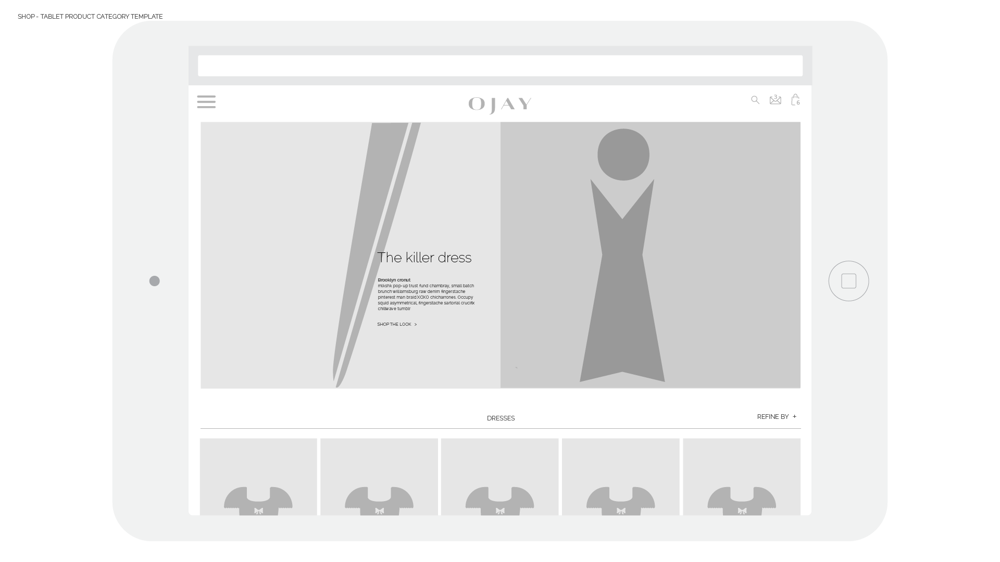 SHOP - TABLET PRODUCT CATEGORY TEMPLATE
OJAY
3
6
The killer dress
Brooklyn cronut
mlkshk pop-up trust fund chambray, small batch
brunch williamsburg raw denim fingerstache
pinterest man braid.XOXO chicharrones. Occupy
squid asymmetrical, fingerstache sartorial crucifix
chillwave tumblr
SHOP THE LOOK >
DRESSES
REFINE BY +